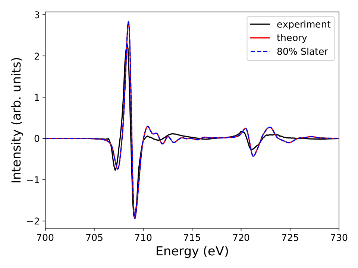 3
2
1
0
−1
−2
Intensity (arb. units)
experiment
theory
80% Slater
700
705
710
715
720
725
730
Energy (eV)